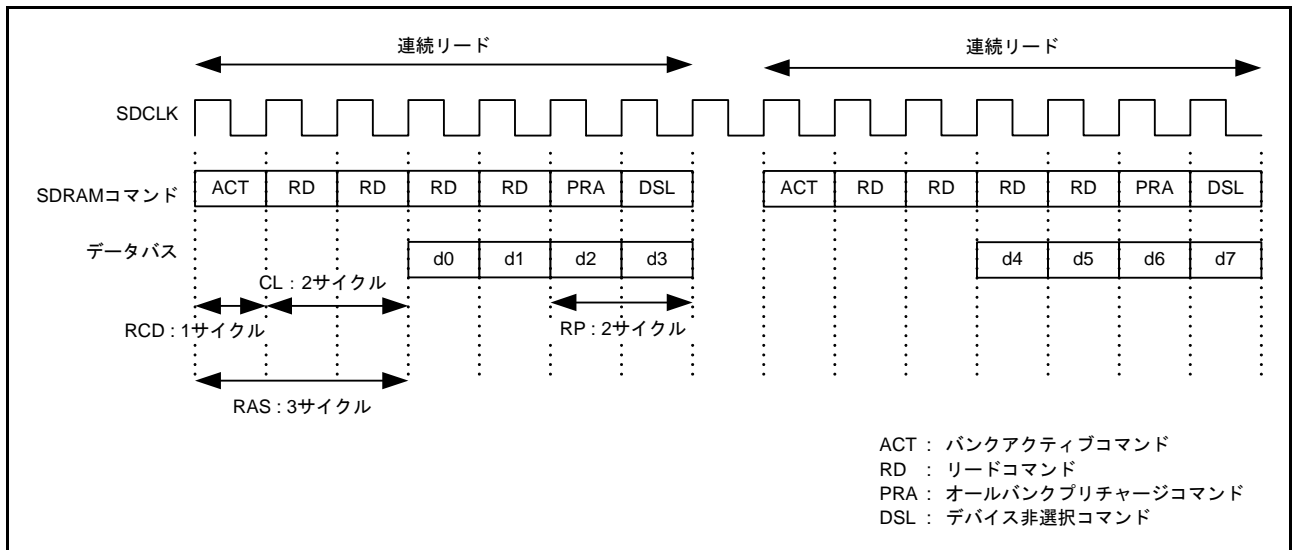 連続リード 連続リード
SDCLK
SDRAMコマンド ACT RD RD RD RD PRA DSL ACT RD RD RD RD PRA DSL
データバス d0 d1 d2 d3 d4 d5 d6 d7
CL : 2サイクル
RCD : 1サイクル RP : 2サイクル
RAS : 3サイクル
ACT : バンクアクティブコマンド
RD : リードコマンド
PRA : オールバンクプリチャージコマンド
DSL : デバイス非選択コマンド